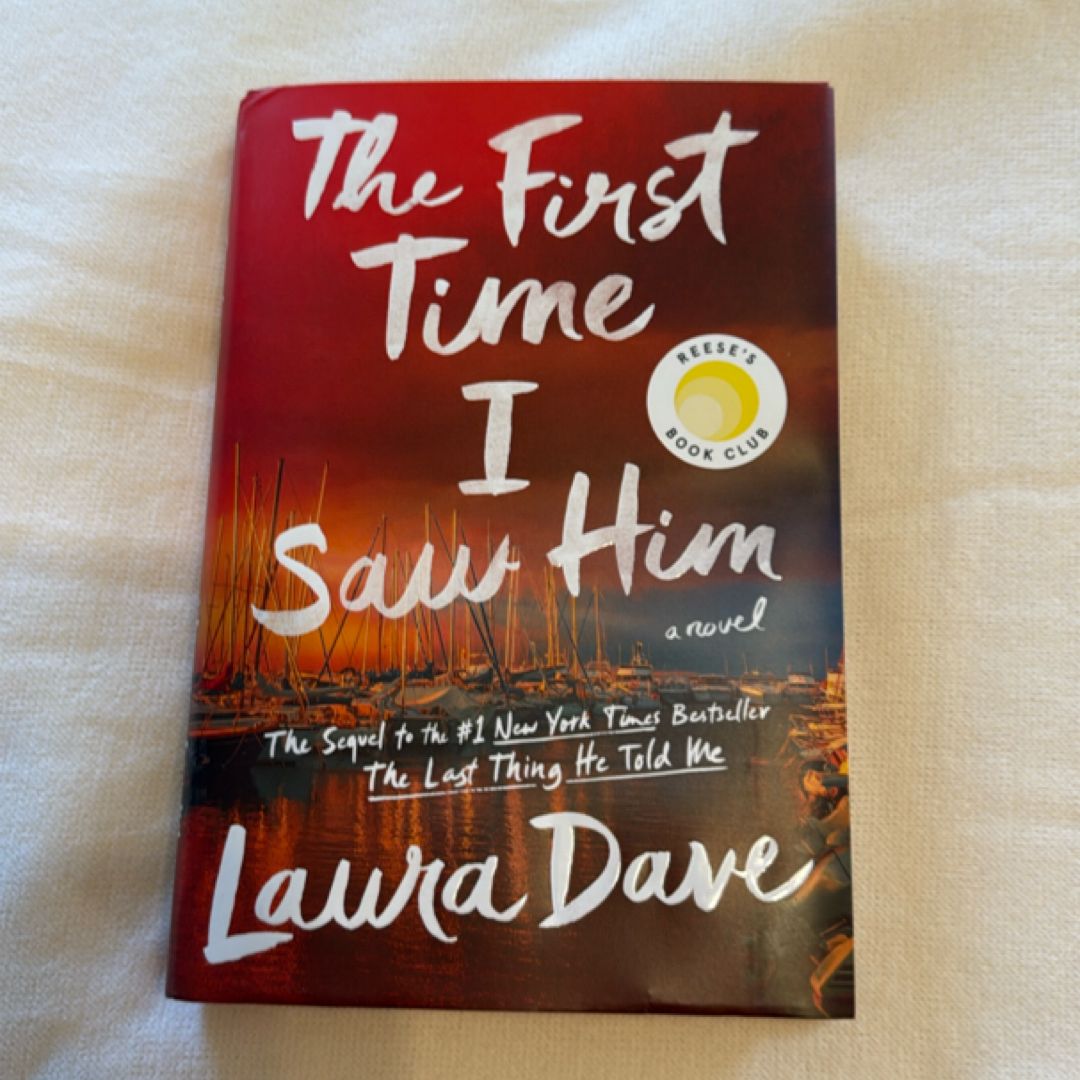 The First
Time
I
Saw Him
a novel
REESE'S
BOOK CLUB
The Sequel to the #1 New York Times Bestseller
The Last Thing He Told Me
Laura Dave